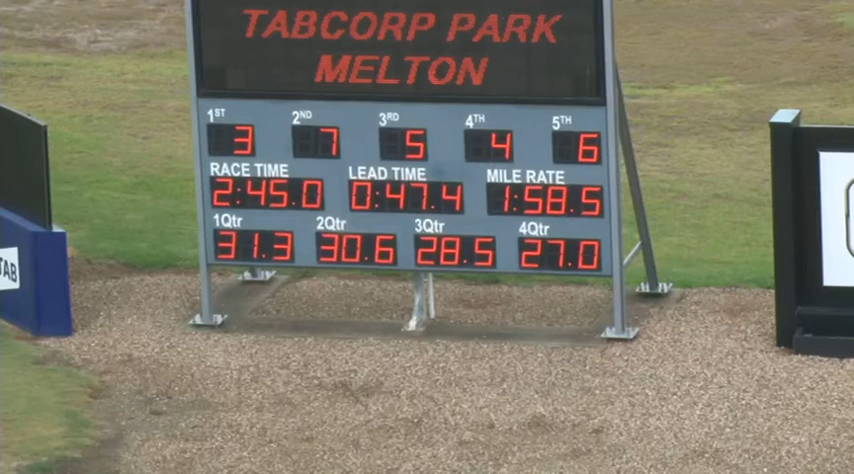 TABCORP PARK
MELTON
1ST 2ND 3RD 4TH 5TH
3 7 5 4 6
RACE TIME LEAD TIME MILE RATE
2:45.0 0:47.4 1:58.5
1Qtr 2Qtr 3Qtr 4Qtr
31.3 30.6 28.5 27.0
TAB